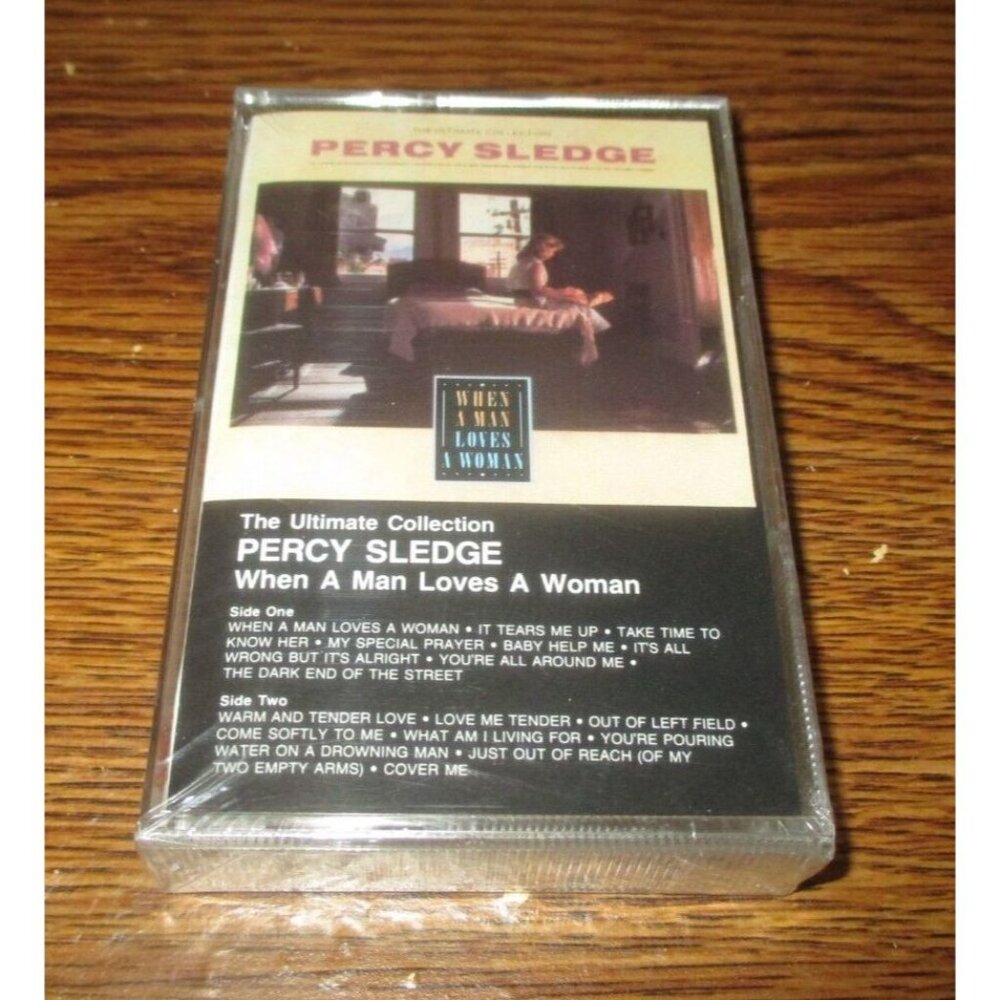 THE ULTIMATE COLLECTION
PERCY SLEDGE
WHEN
A MAN
LOVES
A WOMAN
The Ultimate Collection
PERCY SLEDGE
When A Man Loves A Woman
Side One
WHEN A MAN LOVES A WOMAN • IT TEARS ME UP • TAKE TIME TO
KNOW HER • MY SPECIAL PRAYER • BABY HELP ME • IT'S ALL
WRONG BUT IT'S ALRIGHT • YOU'RE ALL AROUND ME •
THE DARK END OF THE STREET
Side Two
WARM AND TENDER LOVE • LOVE ME TENDER • OUT OF LEFT FIELD •
COME SOFTLY TO ME • WHAT AM I LIVING FOR • YOU'RE POURING
WATER ON A DROWNING MAN • JUST OUT OF REACH (OF MY
TWO EMPTY ARMS) • COVER ME